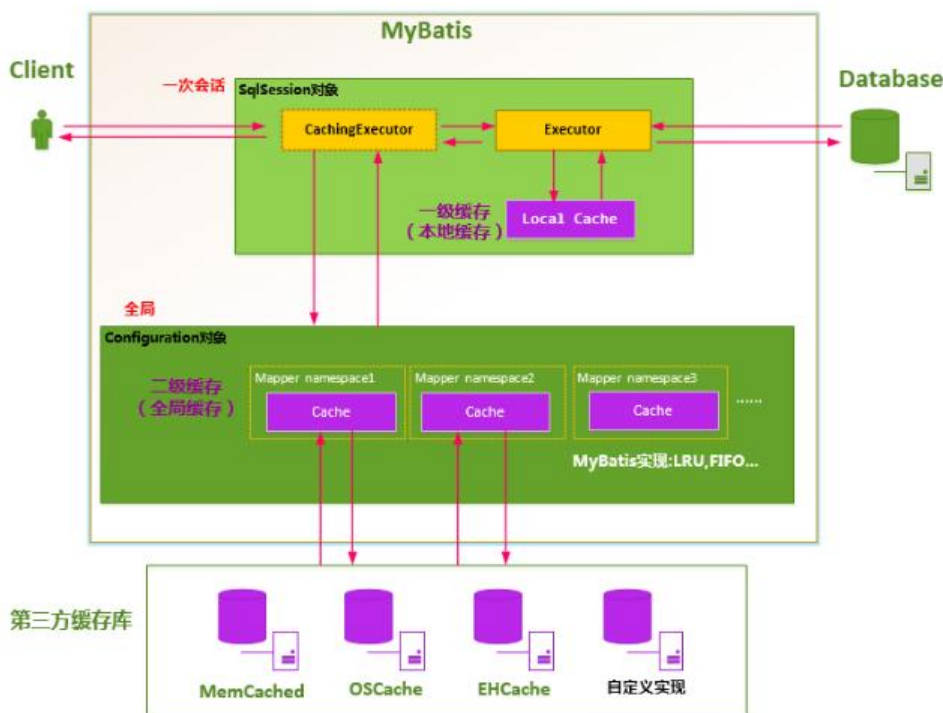 MyBatis
Client
Database
一次会话
SqlSession对象
CachingExecutor
Executor
一级缓存
（本地缓存）
Local Cache
全局
Configuration对象
二级缓存
（全局缓存）
Mapper namespace1
Cache
Mapper namespace2
Cache
Mapper namespace3
Cache
......
MyBatis实现:LRU,FIFO...
第三方缓存库
MemCached
OSCache
EHCache
自定义实现